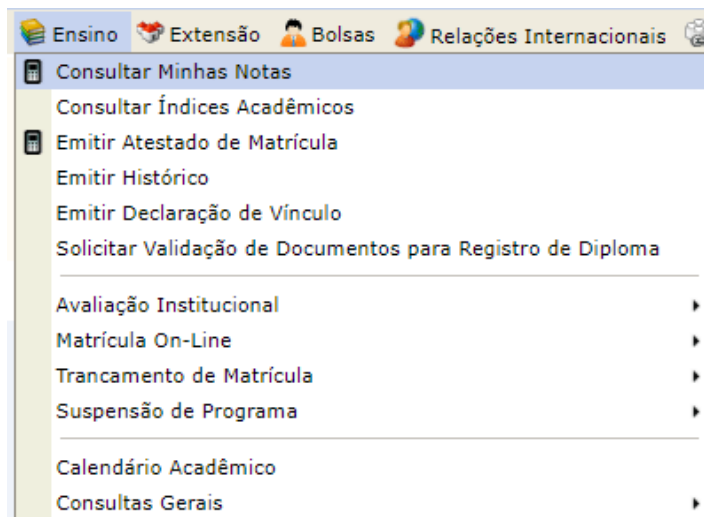 Ensino Extensão Bolsas Relações Internacionais
Consultar Minhas Notas
Consultar Índices Acadêmicos
Emitir Atestado de Matrícula
Emitir Histórico
Emitir Declaração de Vínculo
Solicitar Validação de Documentos para Registro de Diploma
Avaliação Institucional
Matrícula On-Line
Trancamento de Matrícula
Suspensão de Programa
Calendário Acadêmico
Consultas Gerais